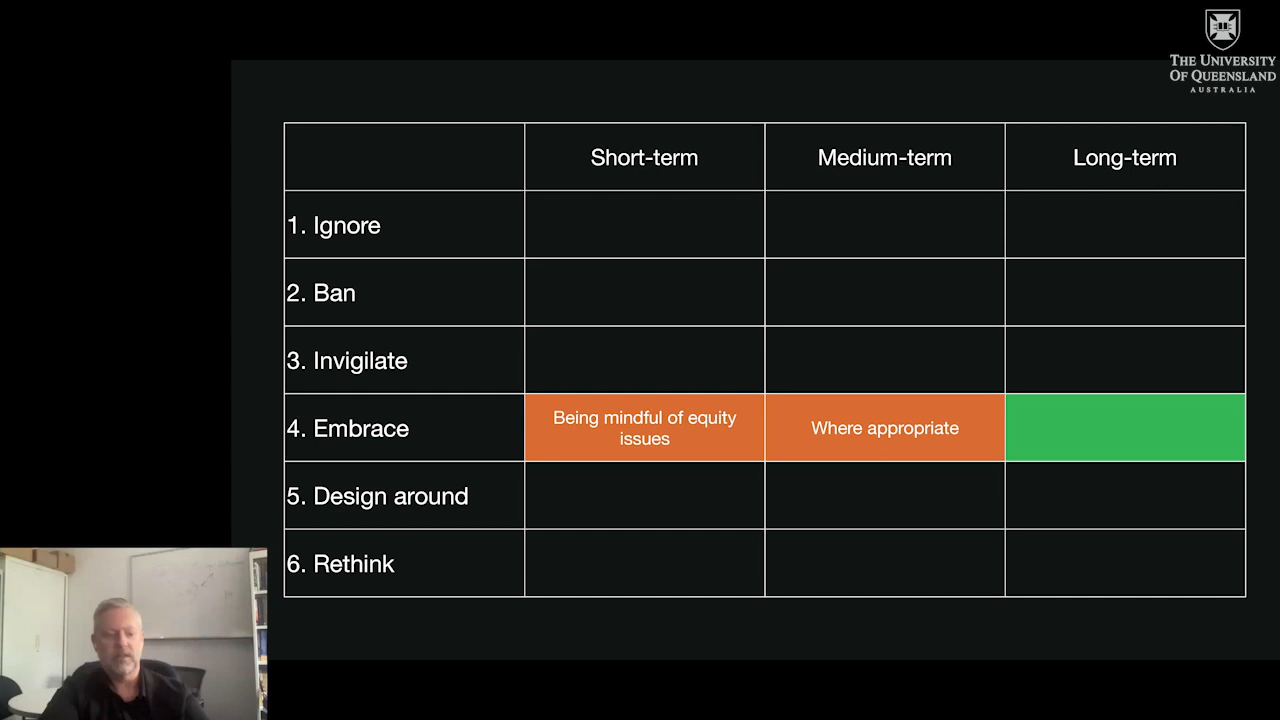 THE UNIVERSITY
OF QUEENSLAND
AUSTRALIA
Short-term
Medium-term
Long-term
1. Ignore
2. Ban
3. Invigilate
4. Embrace
Being mindful of equity
issues
Where appropriate
5. Design around
6. Rethink